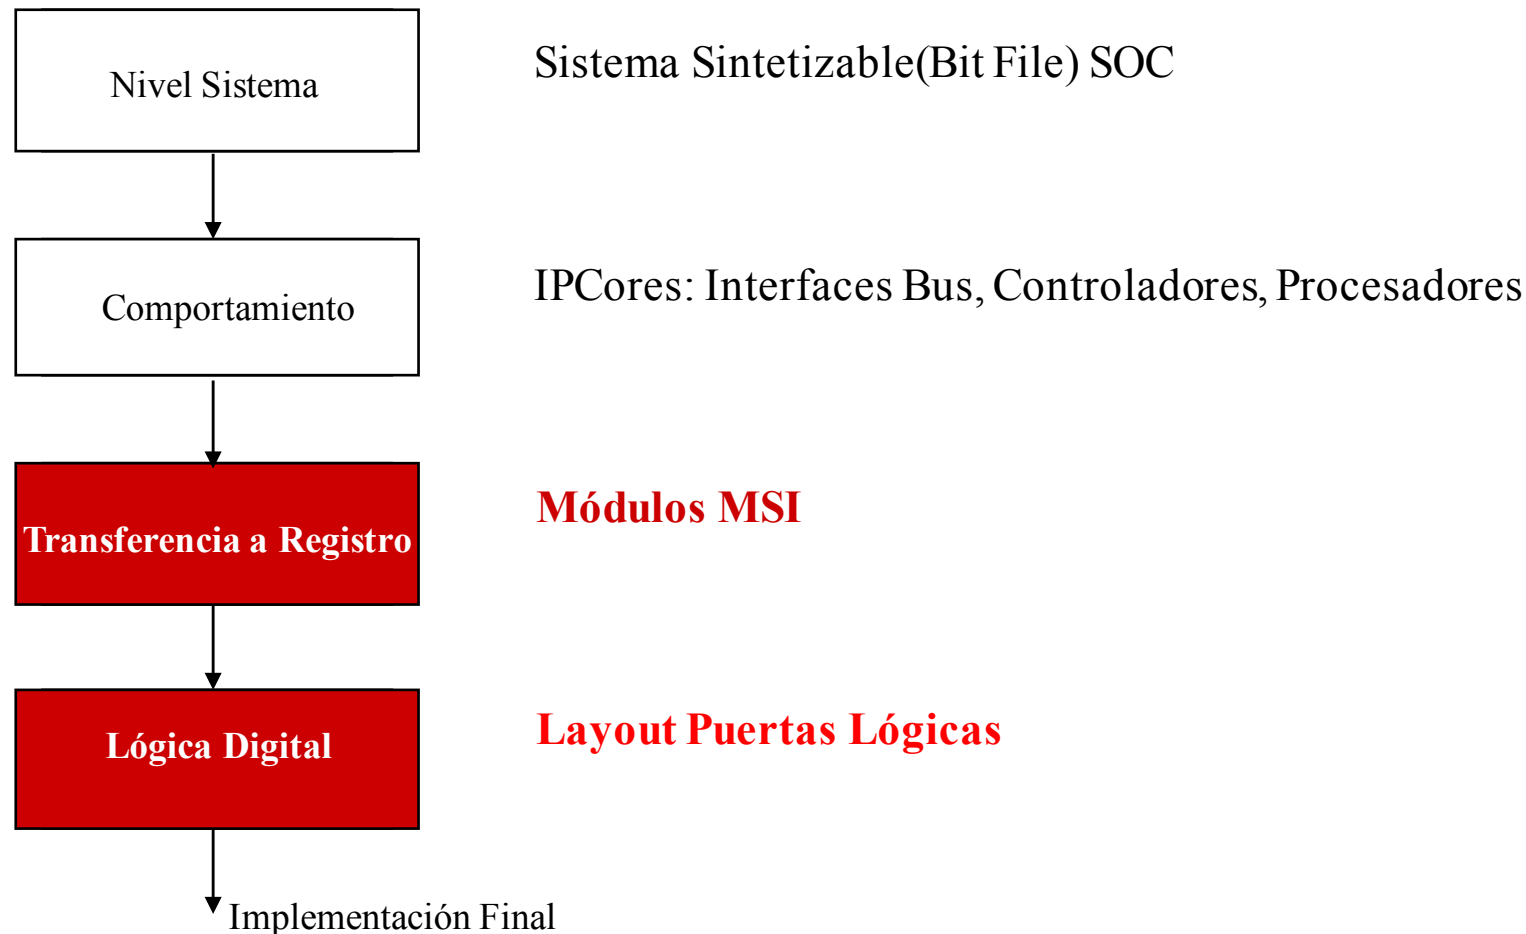 Nivel Sistema
Sistema Sintetizable(Bit File) SOC
Comportamiento
IPCores: Interfaces Bus, Controladores, Procesadores
Transferencia a Registro
Módulos MSI
Lógica Digital
Layout Puertas Lógicas
Implementación Final